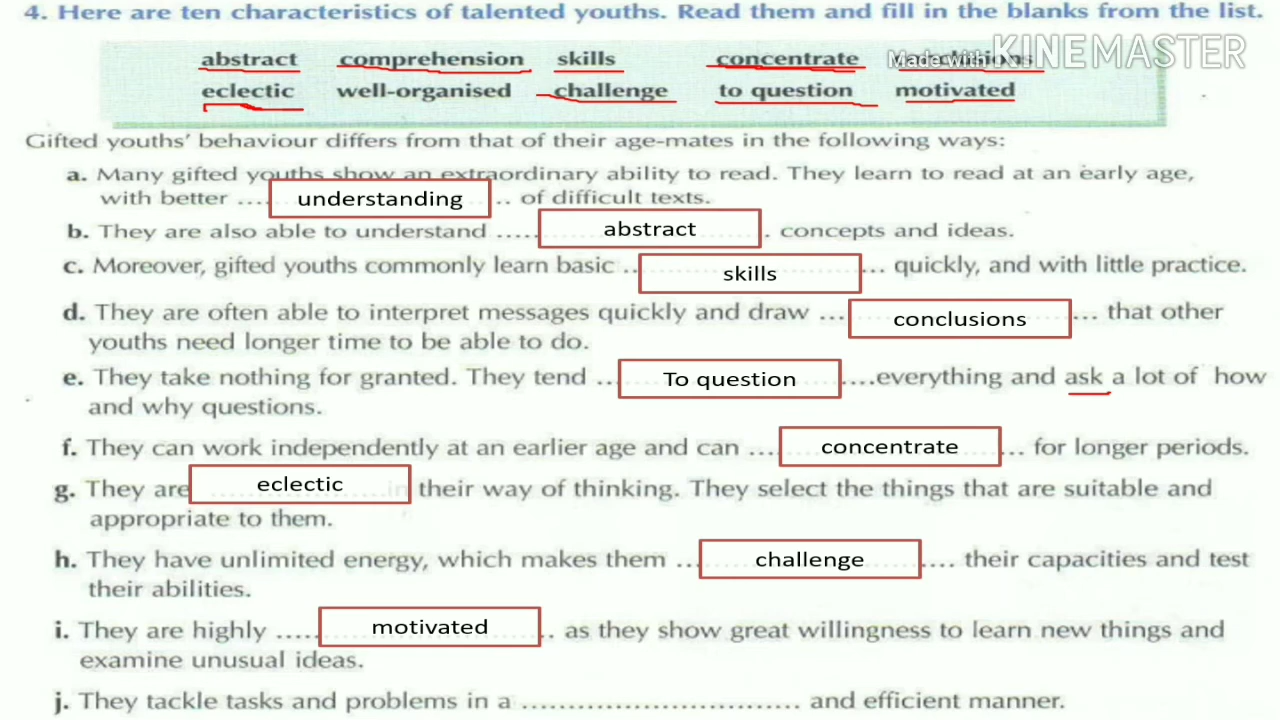 4. Here are ten characteristics of talented youths. Read them and fill in the blanks from the list.
Made with KINEMASTER
abstract comprehension skills concentrate
eclectic well-organised challenge to question motivated
Gifted youths' behaviour differs from that of their age-mates in the following ways:
a. Many gifted youths show an extraordinary ability to read. They learn to read at an early age,
with better .... understanding .. of difficult texts.
b. They are also able to understand ..... abstract . concepts and ideas.
c. Moreover, gifted youths commonly learn basic .. skills ... quickly, and with little practice.
d. They are often able to interpret messages quickly and draw ... conclusions ... that other
youths need longer time to be able to do.
e. They take nothing for granted. They tend ... To question ....everything and ask a lot of how
and why questions.
f. They can work independently at an earlier age and can .... concentrate ... for longer periods.
g. They are eclectic in their way of thinking. They select the things that are suitable and
appropriate to them.
h. They have unlimited energy, which makes them ... challenge .... their capacities and test
their abilities.
i. They are highly ..... motivated .. as they show great willingness to learn new things and
examine unusual ideas.
j. They tackle tasks and problems in a ............................ and efficient manner.